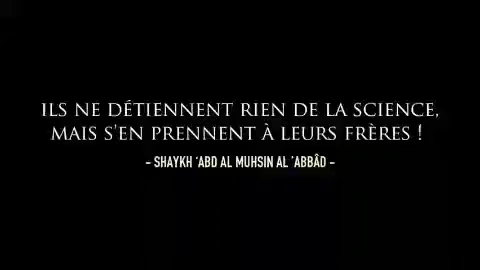 ILS NE DÉTIENNENT RIEN DE LA SCIENCE,
MAIS S'EN PRENNENT À LEURS FRÈRES !
- SHAYKH 'ABD AL MUHSIN AL 'ABBÂD -